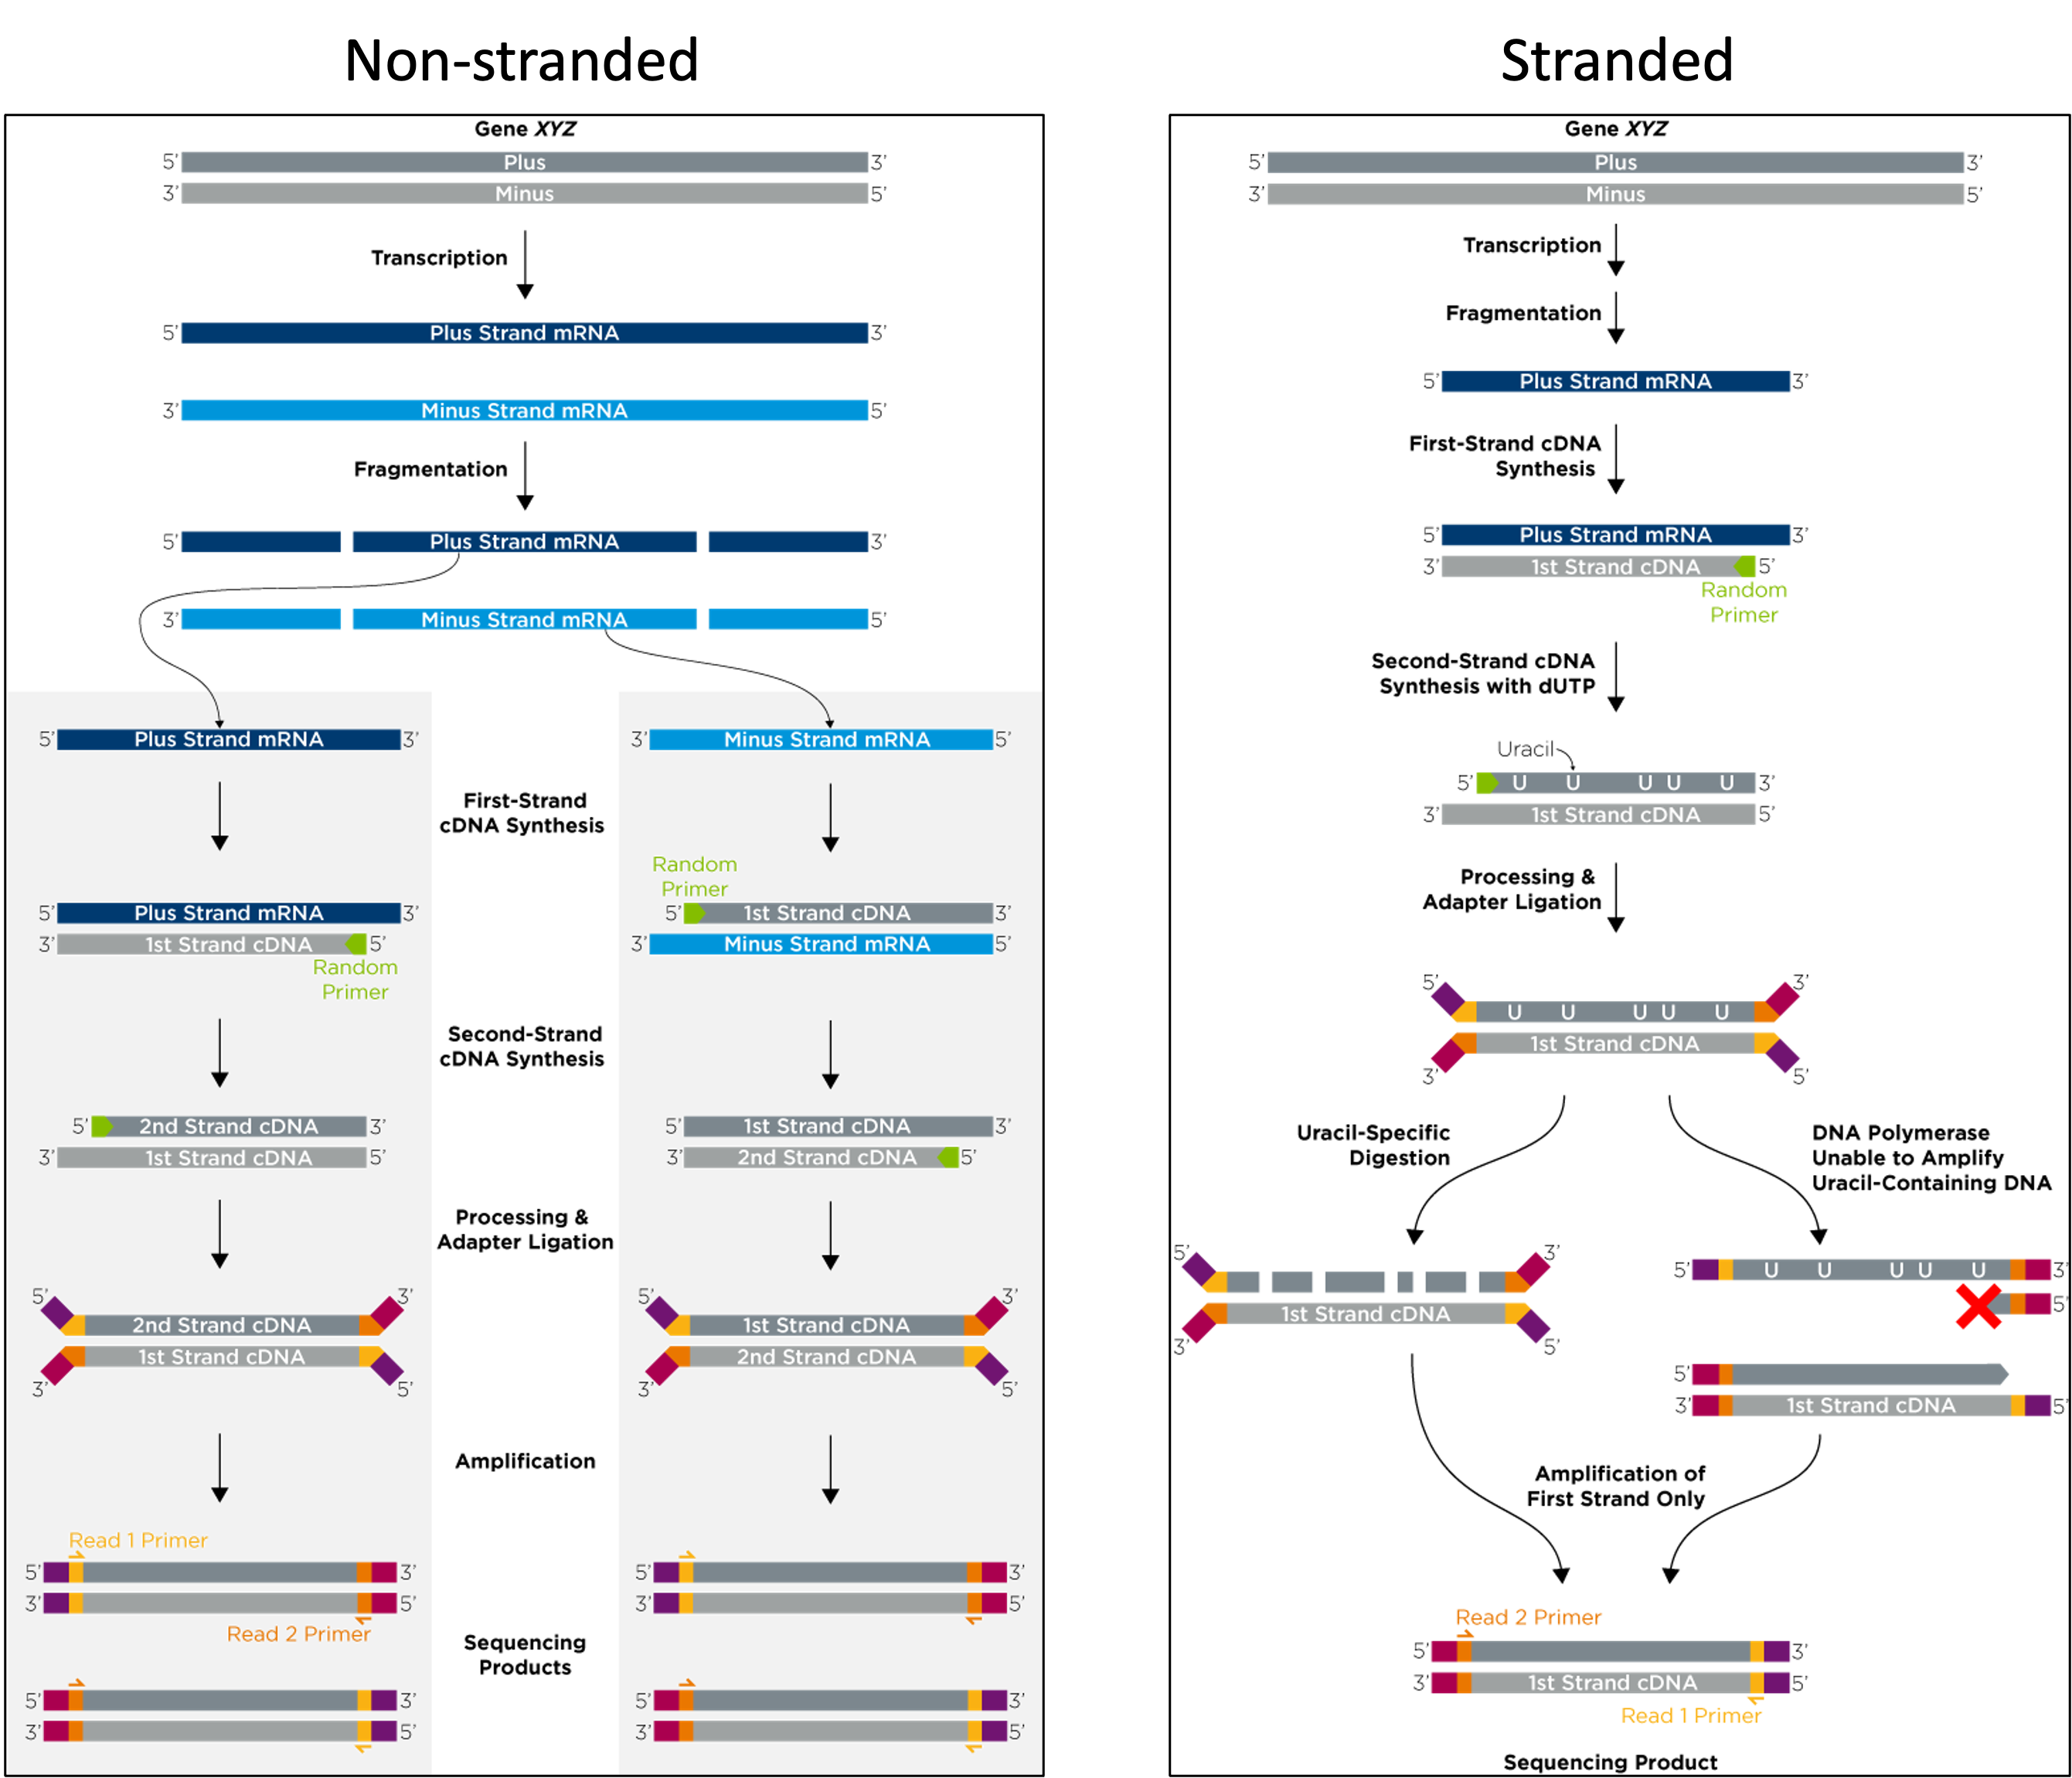 Non-stranded
Gene XYZ
5’ Plus 3’
3’ Minus 5’
Transcription
5’ Plus Strand mRNA 3’
3’ Minus Strand mRNA 5’
Fragmentation
5’ Plus Strand mRNA 3’
3’ Minus Strand mRNA 5’
5’ Plus Strand mRNA 3’
3’ Minus Strand mRNA 5’
First-Strand
cDNA Synthesis
Random
Primer
5’ Plus Strand mRNA 3’
3’ 1st Strand cDNA 5’
Random
Primer
5’ 1st Strand cDNA 3’
3’ Minus Strand mRNA 5’
Second-Strand
cDNA Synthesis
5’ 2nd Strand cDNA 3’
3’ 1st Strand cDNA 5’
5’ 1st Strand cDNA 3’
3’ 2nd Strand cDNA 5’
Processing &
Adapter Ligation
5’ 3’
2nd Strand cDNA
1st Strand cDNA
3’ 5’
5’ 3’
1st Strand cDNA
2nd Strand cDNA
3’ 5’
Amplification
Read 1 Primer
5’ 3’
3’ 5’
Read 2 Primer
5’ 3’
3’ 5’
Sequencing
Products
5’ 3’
3’ 5’
5’ 3’
3’ 5’
Stranded
Gene XYZ
5’ Plus 3’
3’ Minus 5’
Transcription
Fragmentation
5’ Plus Strand mRNA 3’
First-Strand cDNA
Synthesis
5’ Plus Strand mRNA 3’
3’ 1st Strand cDNA 5’
Random
Primer
Second-Strand cDNA
Synthesis with dUTP
Uracil
5’ U U U U U 3’
3’ 1st Strand cDNA 5’
Processing &
Adapter Ligation
5’ 3’
U U U U U
1st Strand cDNA
3’ 5’
Uracil-Specific
Digestion
DNA Polymerase
Unable to Amplify
Uracil-Containing DNA
5’ 3’
1st Strand cDNA
3’ 5’
5’ U U U U U 3’
5’
5’
3’ 1st Strand cDNA 5’
Amplification of
First Strand Only
Read 2 Primer
5’ 3’
3’ 1st Strand cDNA 5’
Read 1 Primer
Sequencing Product